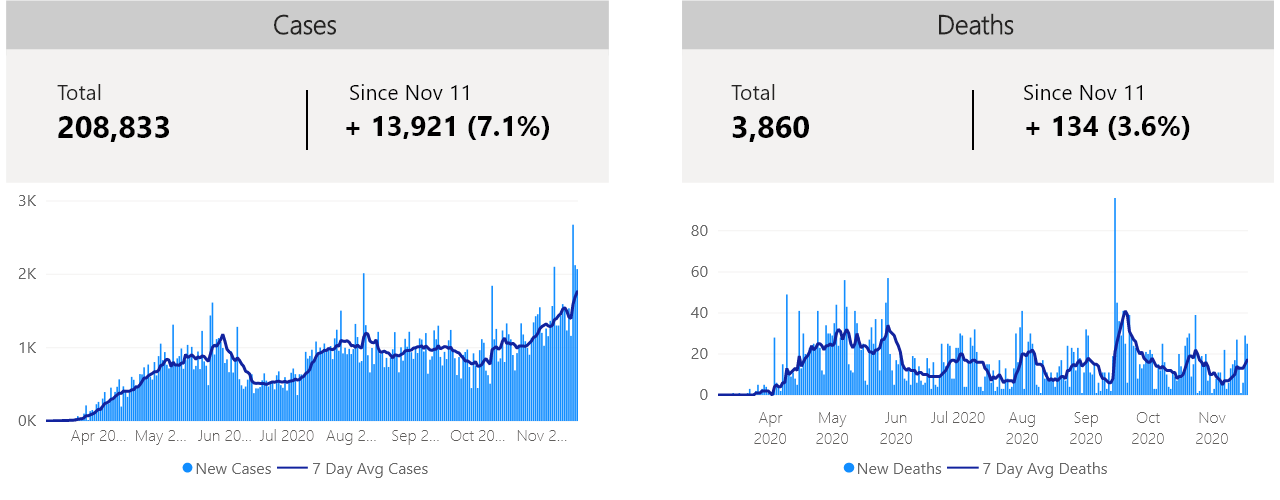 Cases
Total
208,833
Since Nov 11
+ 13,921 (7.1%)
3K
2K
1K
0K
Apr 20... May 2... Jun 20... Jul 2020 Aug 2... Sep 2... Oct 20... Nov 2...
New Cases 7 Day Avg Cases
Deaths
Total
3,860
Since Nov 11
+ 134 (3.6%)
80
60
40
20
0
Apr 2020 May 2020 Jun 2020 Jul 2020 Aug 2020 Sep 2020 Oct 2020 Nov 2020
New Deaths 7 Day Avg Deaths